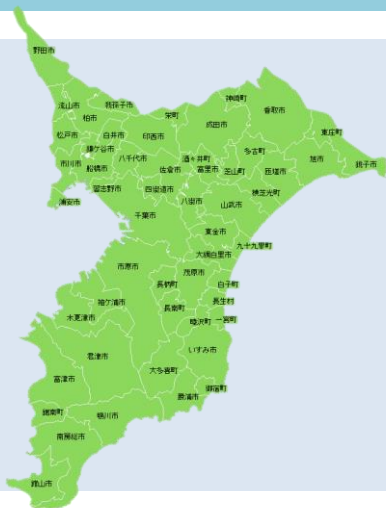 野田市
流山市
柏市
我孫子市
栄町
神崎町
香取市
成田市
東庄町
松戸市
白井市
印西市
鎌ケ谷市
酒々井町
多古町
旭市
銚子市
市川市
船橋市
八千代市
佐倉市
富里市
芝山町
匝瑳市
習志野市
四街道市
浦安市
八街市
山武市
横芝光町
千葉市
東金市
九十九里町
大網白里市
市原市
茂原市
長柄町
白子町
袖ケ浦市
長南町
長生村
木更津市
睦沢町
一宮町
君津市
いすみ市
大多喜町
富津市
勝浦市
御宿町
鋸南町
鴨川市
南房総市
館山市